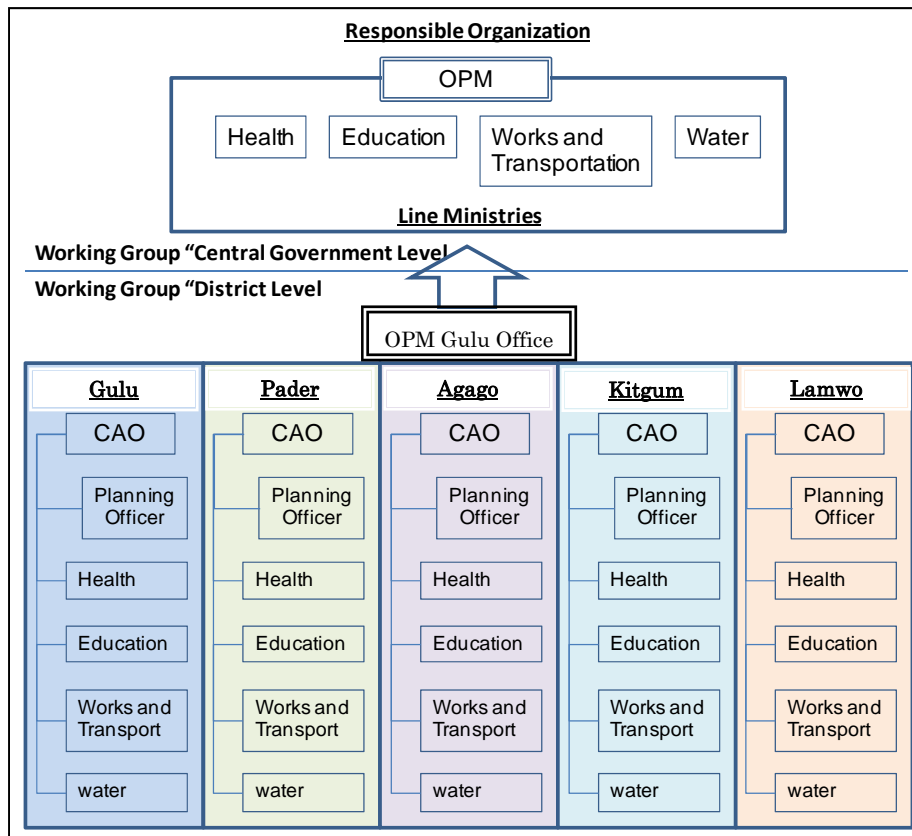 Responsible Organization
OPM
Health
Education
Works and
Transportation
Water
Line Ministries
Working Group “Central Government Level
Working Group “District Level
OPM Gulu Office
Gulu
CAO
Planning
Officer
Health
Education
Works and
Transport
water
Pader
CAO
Planning
Officer
Health
Education
Works and
Transport
water
Agago
CAO
Planning
Officer
Health
Education
Works and
Transport
water
Kitgum
CAO
Planning
Officer
Health
Education
Works and
Transport
water
Lamwo
CAO
Planning
Officer
Health
Education
Works and
Transport
water